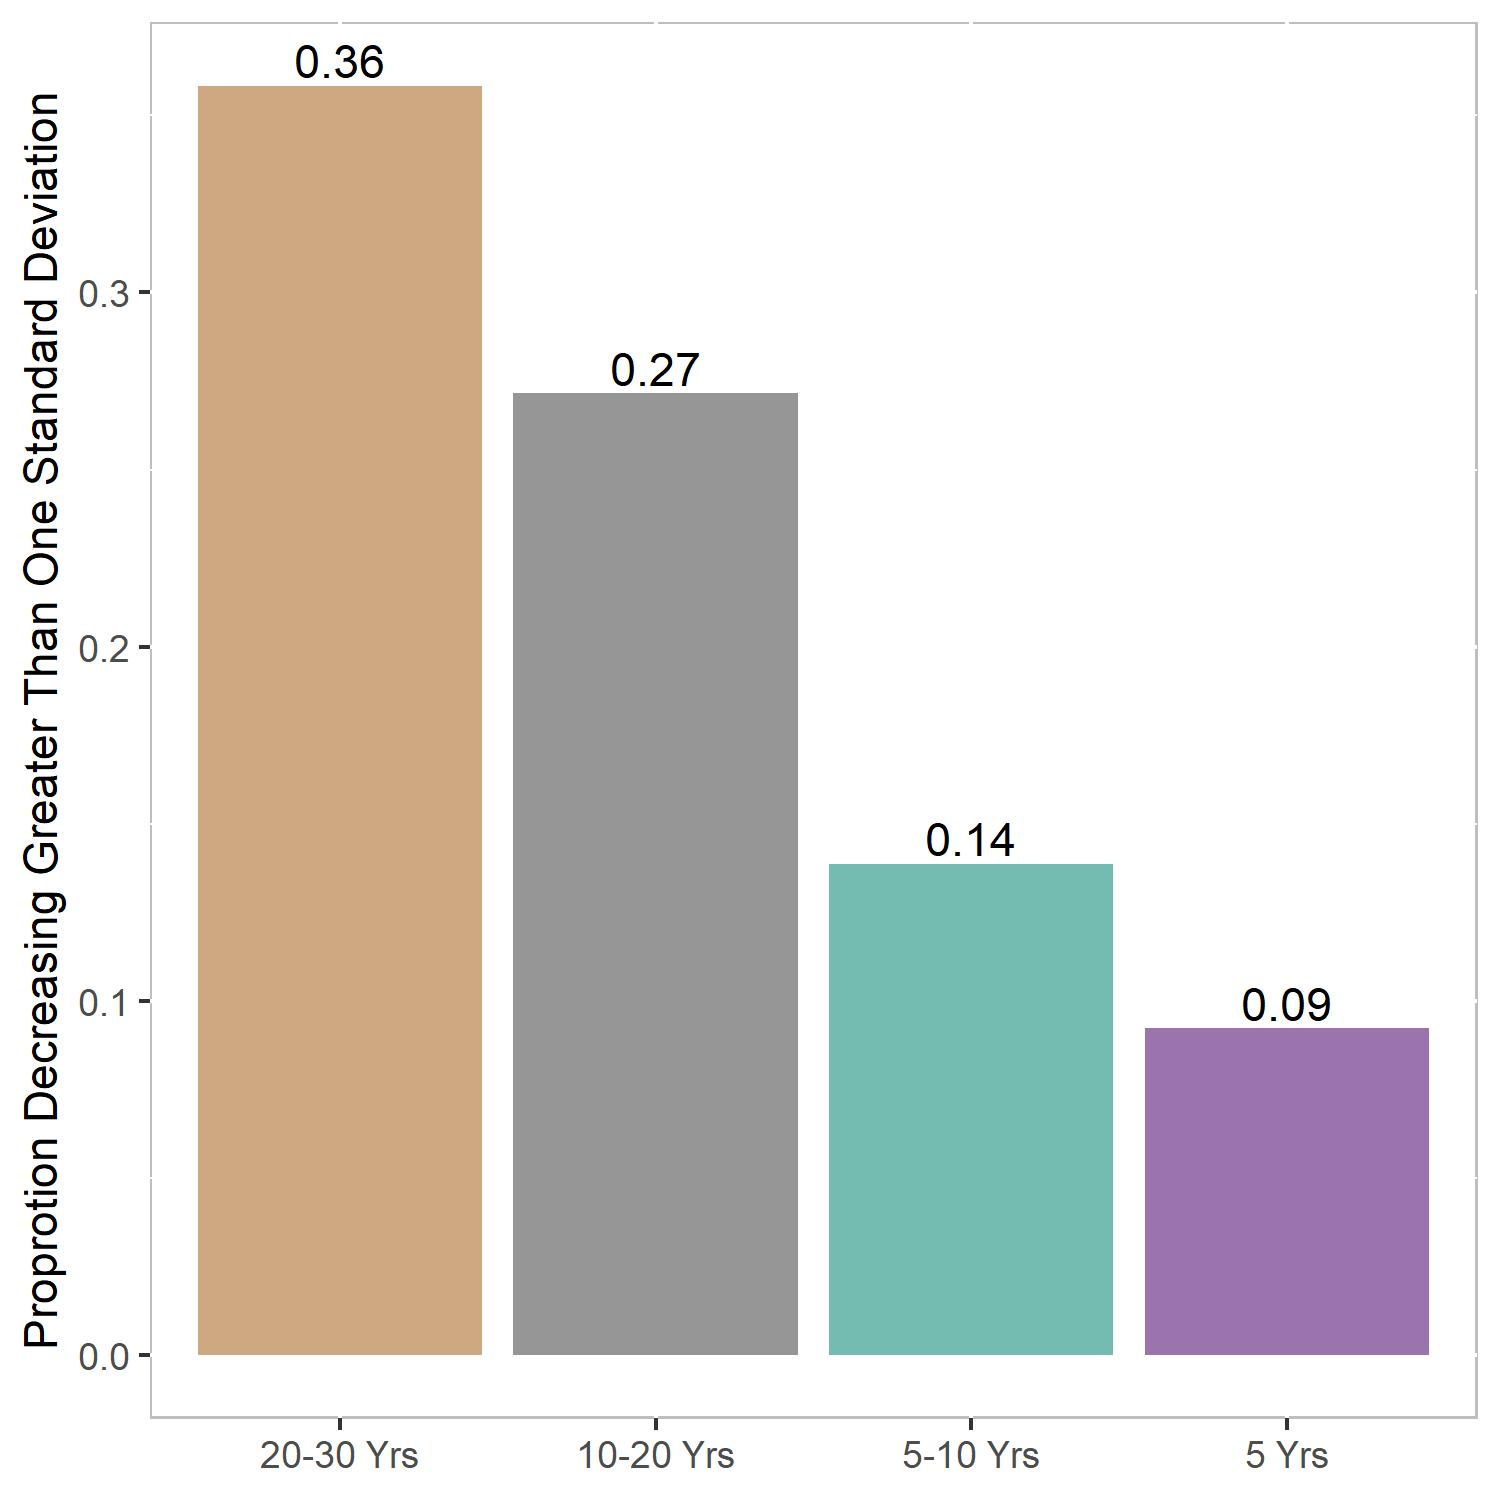 Proprotion Decreasing Greater Than One Standard Deviation
0.3
0.2
0.1
0.0
0.36
0.27
0.14
0.09
20-30 Yrs
10-20 Yrs
5-10 Yrs
5 Yrs